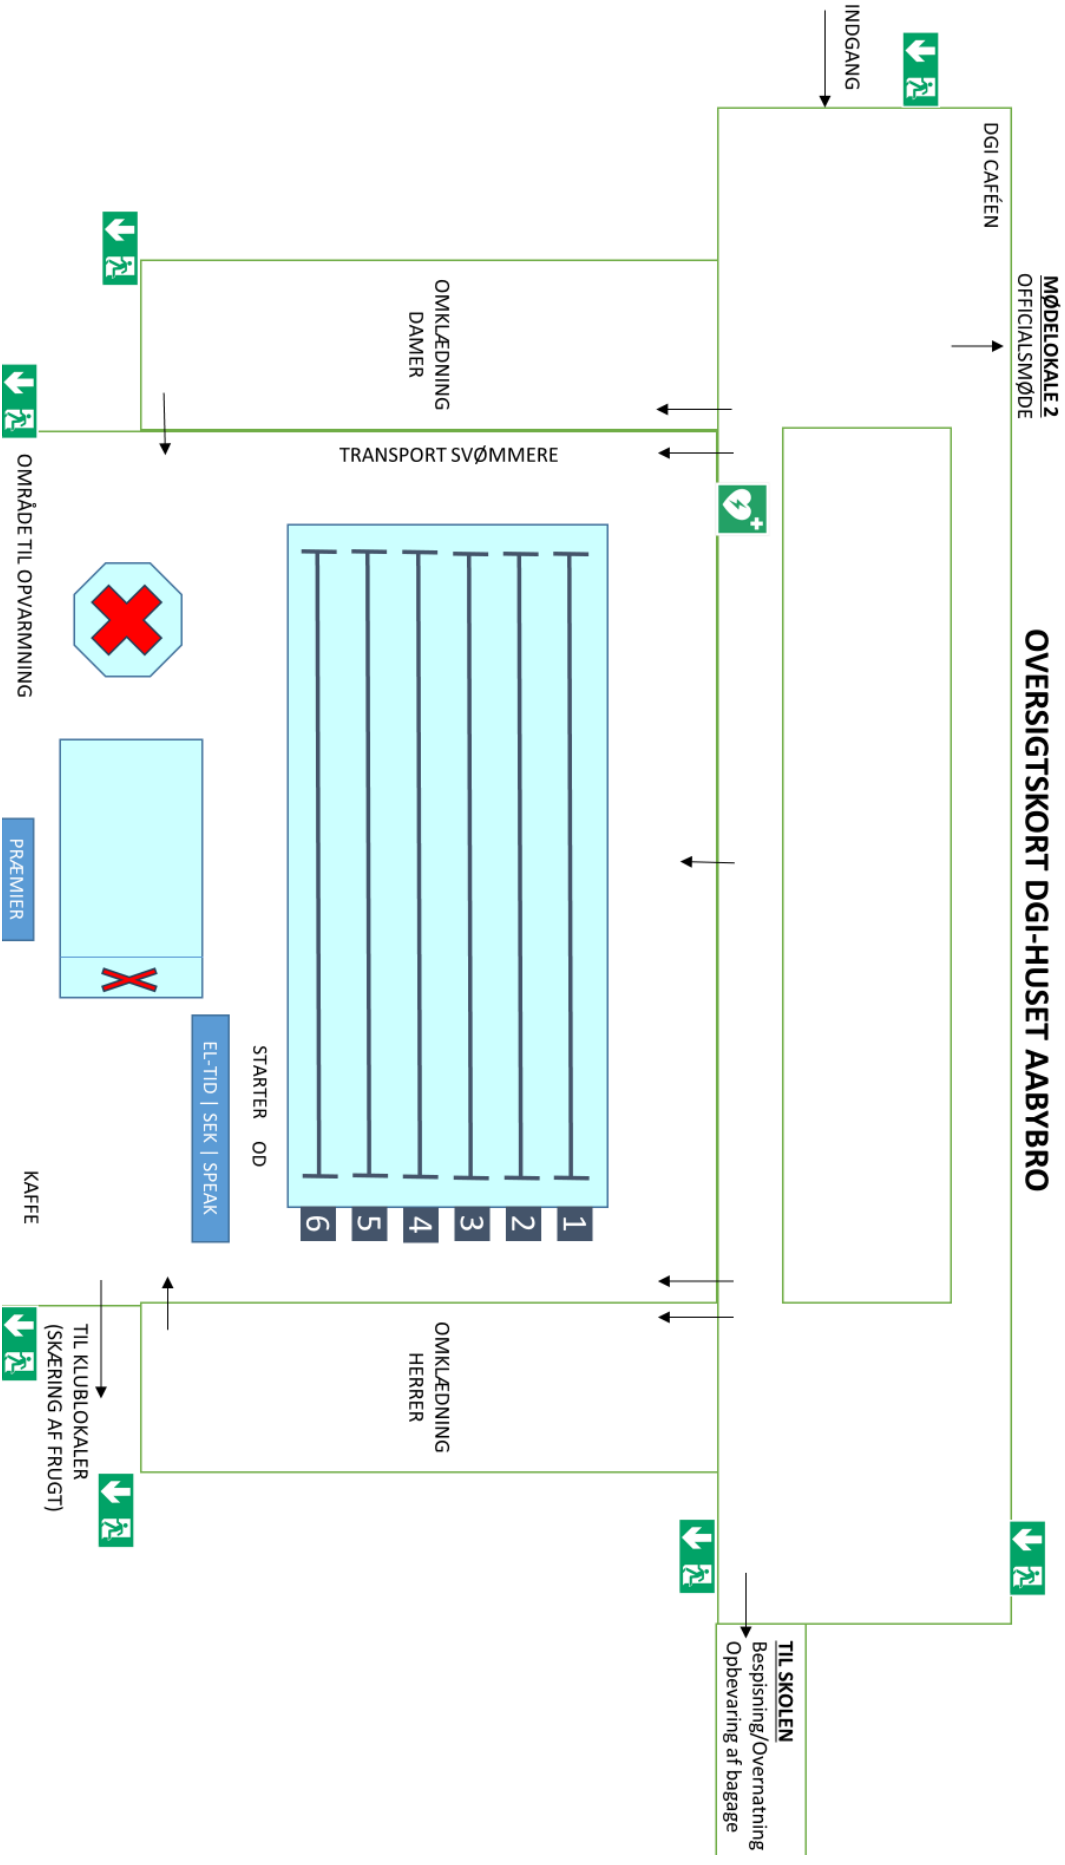 OVERSIGTSKORT DGI-HUSET AABYBRO
MØDELOKALE 2
OFFICIALSMØDE
DGI CAFÉEN
INDGANG
TIL SKOLEN
Bespisning/Overnatning
Opbevaring af bagage
OMKLÆDNING
DAMER
TRANSPORT SVØMMERE
1
2
3
4
5
6
OMKLÆDNING
HERRER
STARTER OD
EL-TID | SEK | SPEAK
OMRÅDE TIL OPVARMNING
PRÆMIER
KAFFE
TIL KLUBLOKALER
(SKÆRING AF FRUGT)